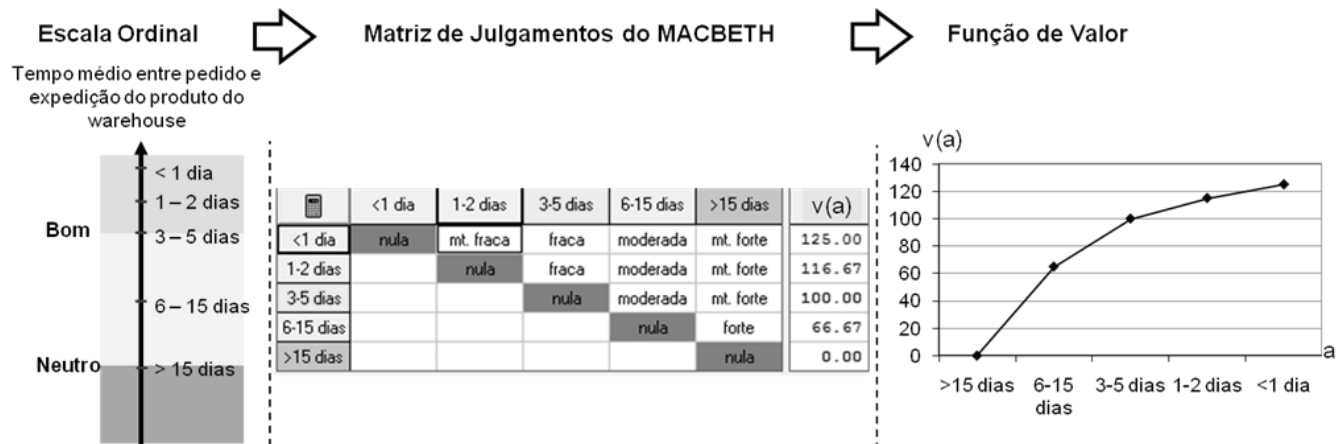 Escala Ordinal
Matriz de Julgamentos do MACBETH
Função de Valor
Tempo médio entre pedido e
expedição do produto do
warehouse
< 1 dia
1 – 2 dias
Bom
3 – 5 dias
6 – 15 dias
Neutro
> 15 dias
<1 dia 1-2 dias 3-5 dias 6-15 dias >15 dias v(a)
<1 dia nula mt. fraca fraca moderada mt. forte 125.00
1-2 dias nula fraca moderada mt. forte 116.67
3-5 dias nula moderada mt. forte 100.00
6-15 dias nula forte 66.67
>15 dias nula 0.00
v(a)
140
120
100
80
60
40
20
0
a
>15 dias 6-15 3-5 dias 1-2 dias <1 dia
dias